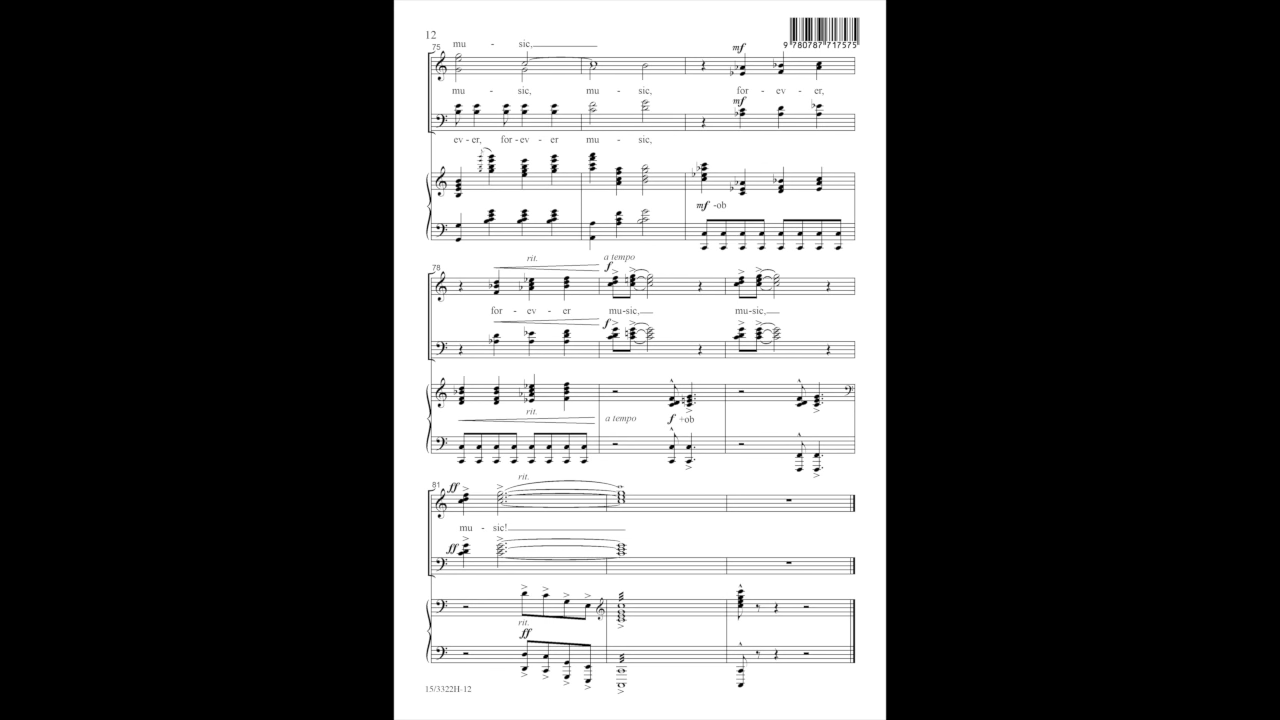 12
9 780787 717575
75
mu - sic,
mf
mu - sic, mu - sic, for - ev - er,
mf
ev - er, for - ev - er mu - sic,
mf -ob
78
rit. a tempo
f
for - ev - er mu-sic, mu-sic,
f
rit.
a tempo f +ob
81
ff rit.
mu - sic!
ff
rit.
ff
15/3322H-12